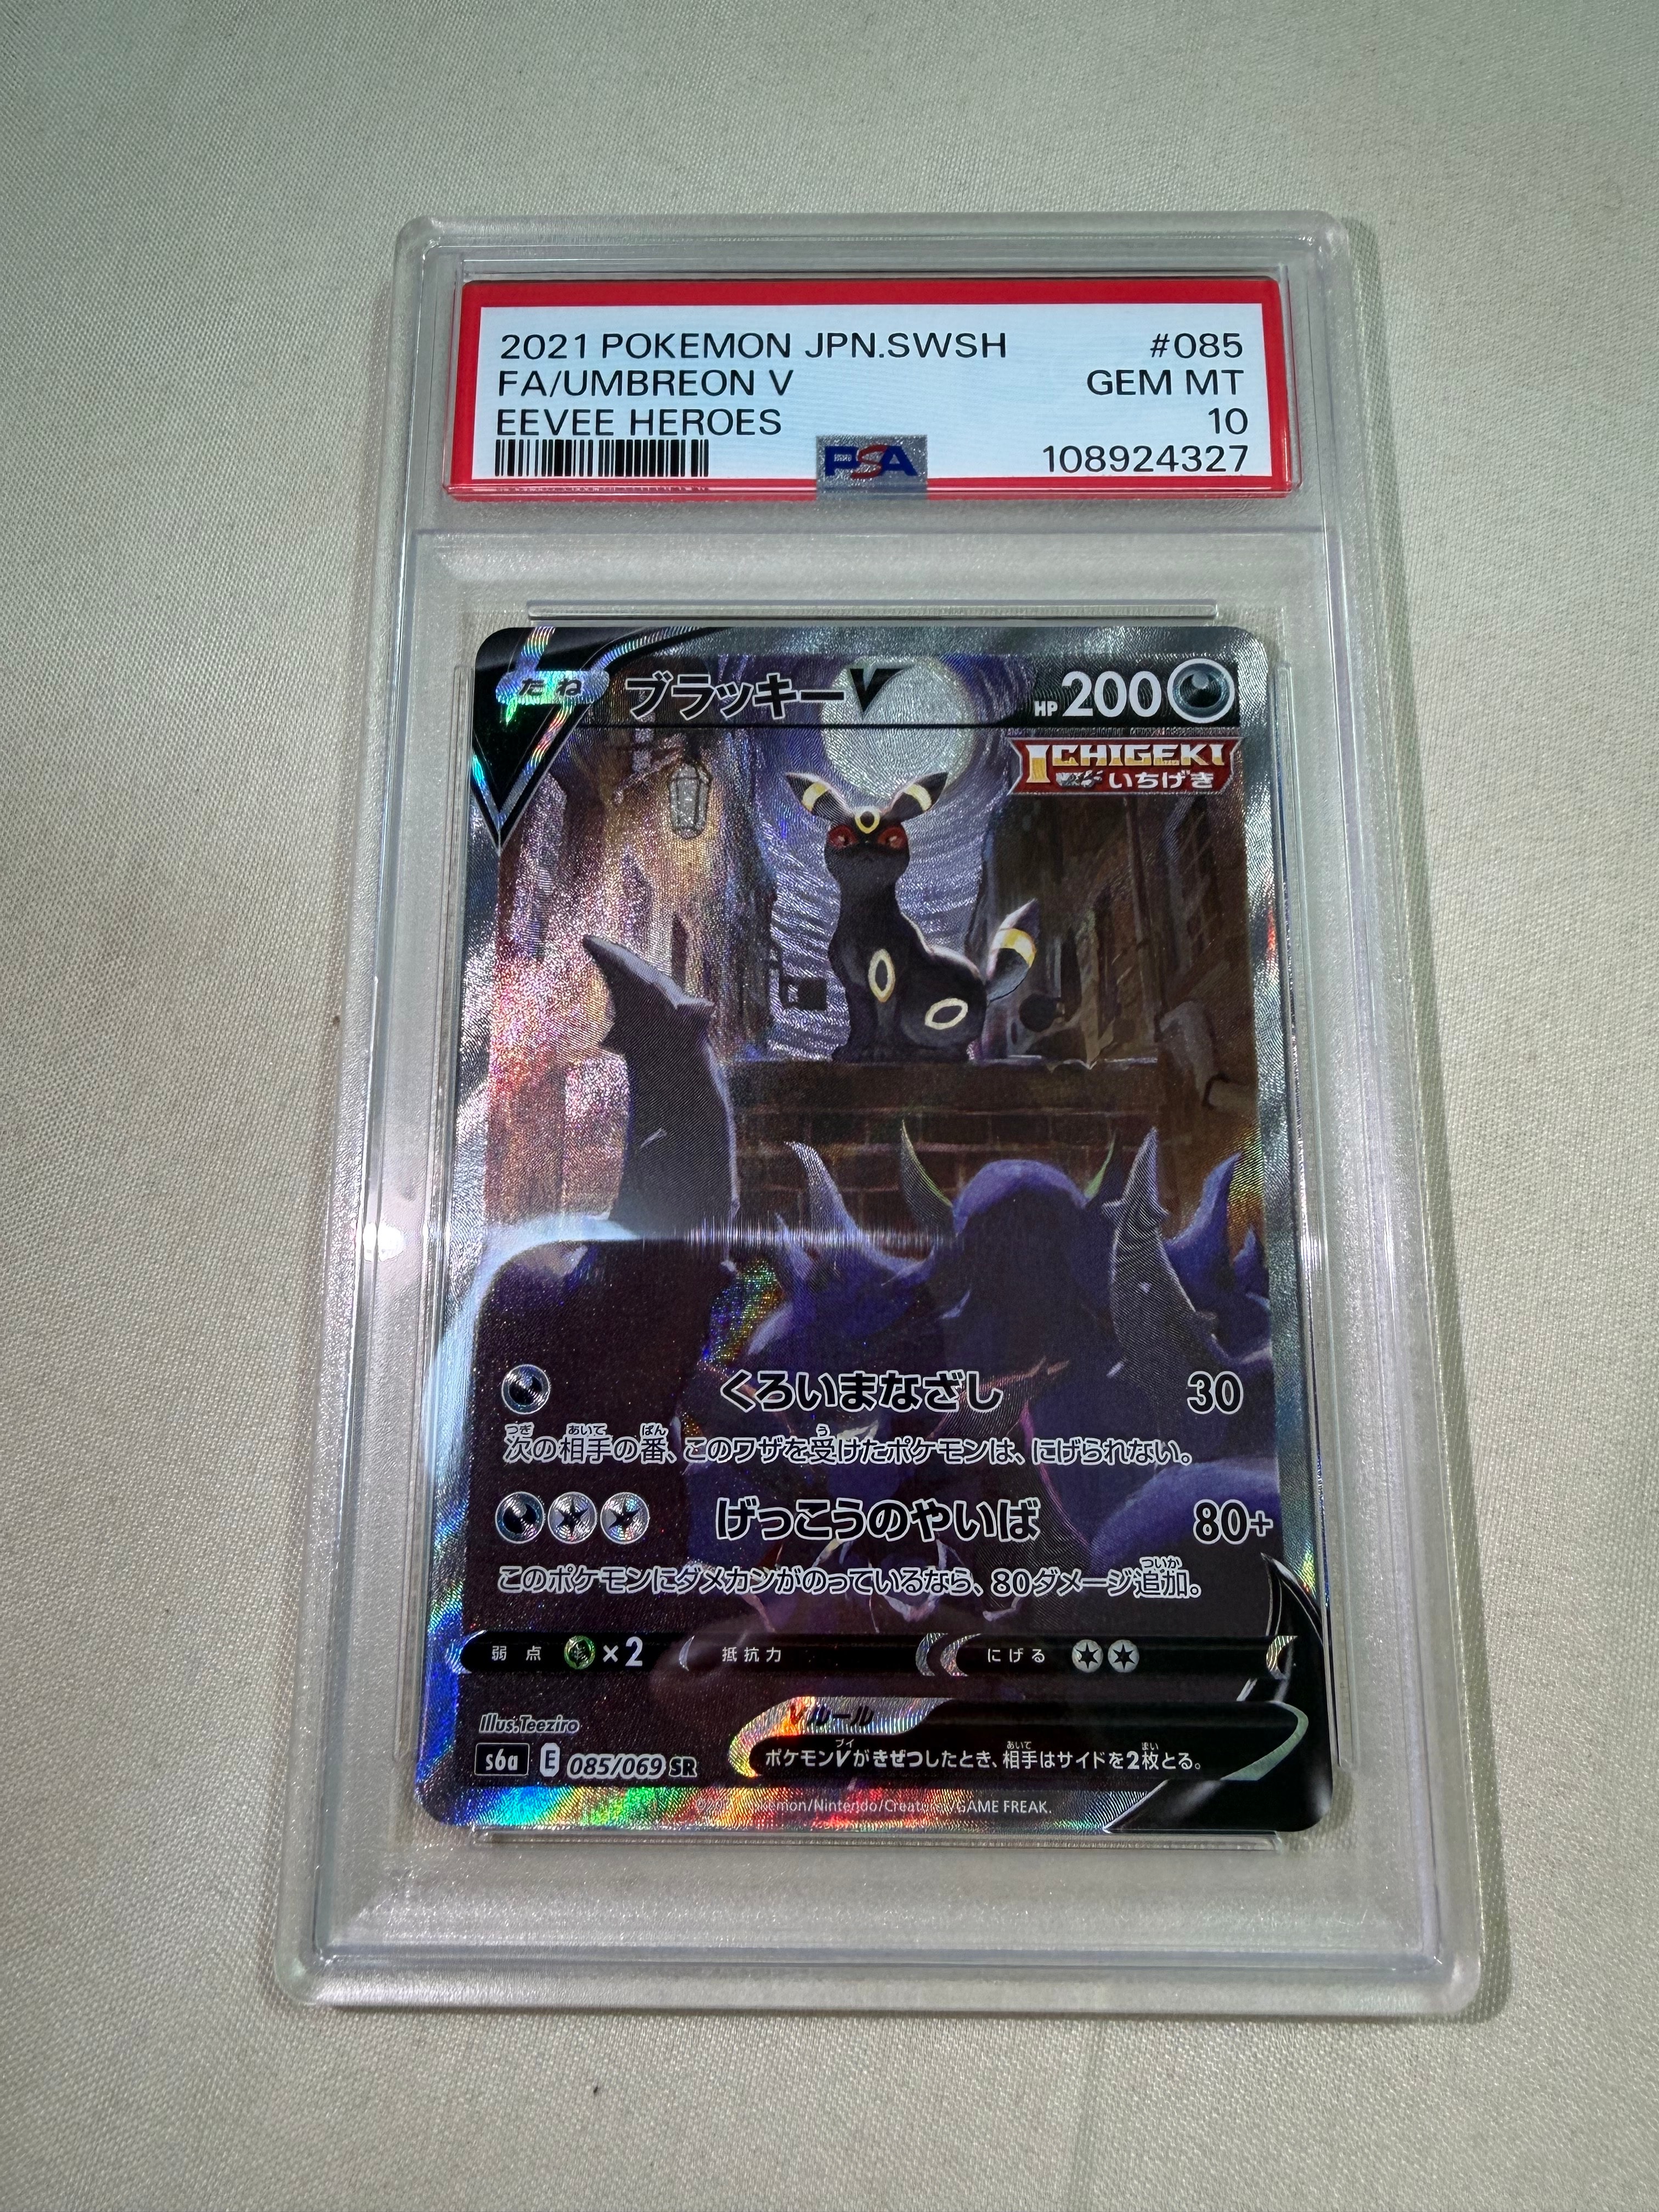 2021 POKEMON JPN.SWSH #085
FA/UMBREON V GEM MT
EEVEE HEROES 10
PSA 108924327
たね ブラッキーV HP 200
ICHIGEKI
いちげき
くろいまなざし 30
次の相手の番、このワザを受けたポケモンは、にげられない。
げっこうのやいば 80+
このポケモンにダメカンがのっているなら、80ダメージ追加。
弱点 ×2 抵抗力 にげる
Illus.Teeziro
Vルール
s6a E 085/069 SR
ポケモンVがきぜつしたとき、相手はサイドを2枚とる。
Pokémon/Nintendo/Creatures/GAME FREAK.